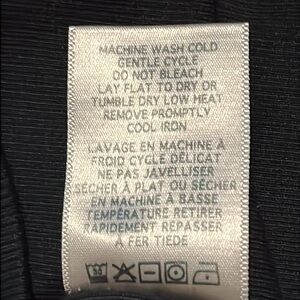 MACHINE WASH COLD
GENTLE CYCLE
DO NOT BLEACH
LAY FLAT TO DRY OR
TUMBLE DRY LOW HEAT
REMOVE PROMPTLY
COOL IRON
LAVAGE EN MACHINE À
FROID CYCLE DÉLICAT
NE PAS JAVELLISER
SÉCHER À PLAT OU SÉCHER
EN MACHINE À BASSE
TEMPÉRATURE RETIRER
RAPIDEMENT REPASSER
À FER TIÈDE
30